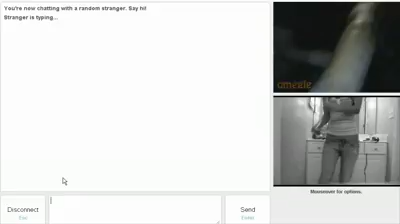 You're now chatting with a random stranger. Say hi!
Stranger is typing...
omegle
Mouseover for options.
Disconnect
Esc
Send
Enter